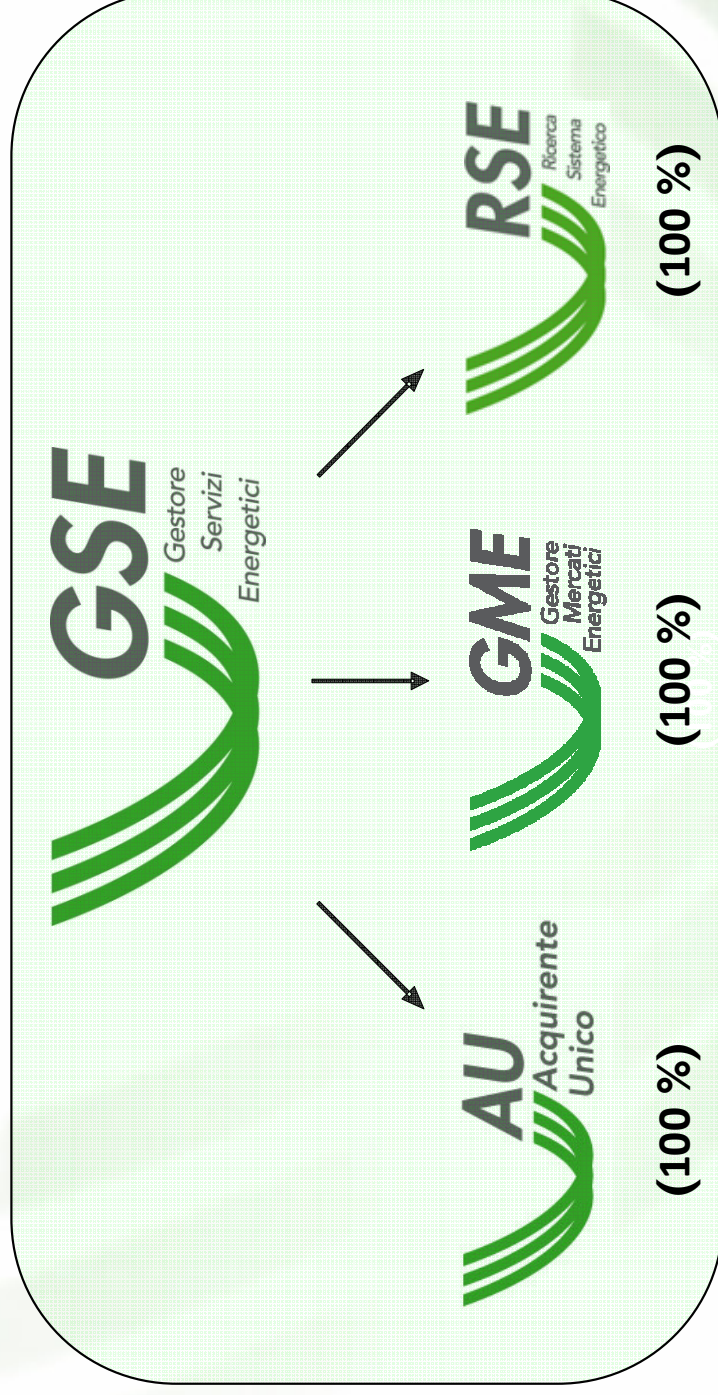 GSE
Gestore
Servizi
Energetici
AU
Acquirente
Unico
(100 %)
GME
Gestore
Mercati
Energetici
(100 %)
RSE
Ricerca
Sistema
Energetico
(100 %)